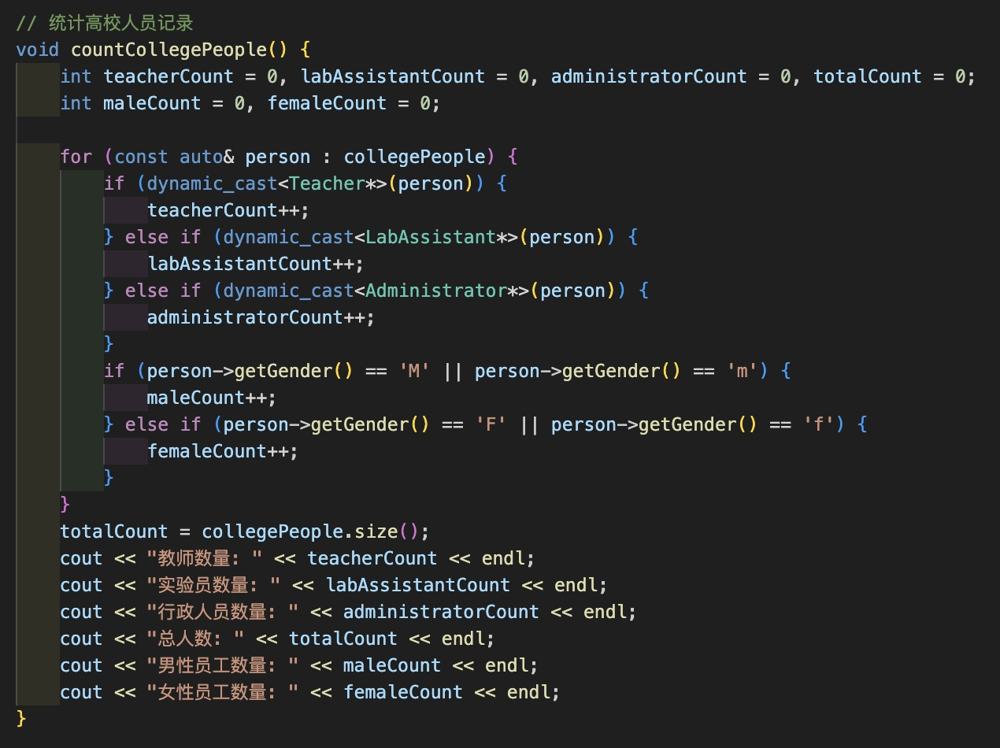 // 统计高校人员记录
void countCollegePeople() {
    int teacherCount = 0, labAssistantCount = 0, administratorCount = 0, totalCount = 0;
    int maleCount = 0, femaleCount = 0;

    for (const auto& person : collegePeople) {
        if (dynamic_cast<Teacher*>(person)) {
            teacherCount++;
        } else if (dynamic_cast<LabAssistant*>(person)) {
            labAssistantCount++;
        } else if (dynamic_cast<Administrator*>(person)) {
            administratorCount++;
        }
        if (person->getGender() == 'M' || person->getGender() == 'm') {
            maleCount++;
        } else if (person->getGender() == 'F' || person->getGender() == 'f') {
            femaleCount++;
        }
    }
    totalCount = collegePeople.size();
    cout << "教师数量: " << teacherCount << endl;
    cout << "实验员数量: " << labAssistantCount << endl;
    cout << "行政人员数量: " << administratorCount << endl;
    cout << "总人数: " << totalCount << endl;
    cout << "男性员工数量: " << maleCount << endl;
    cout << "女性员工数量: " << femaleCount << endl;
}